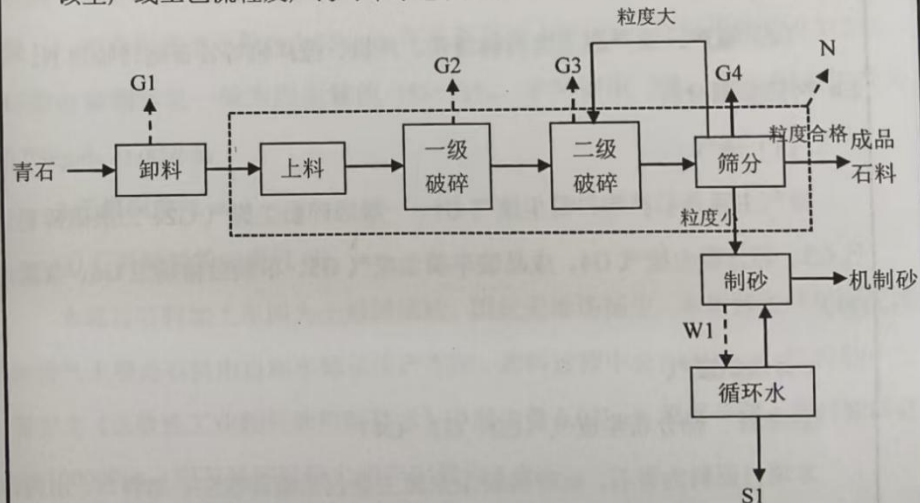 粒度大
N
G1
G2
G3
G4
粒度合格
成品
石料
青石
卸料
上料
一级
破碎
二级
破碎
筛分
粒度小
制砂
机制砂
W1
循环水
S1